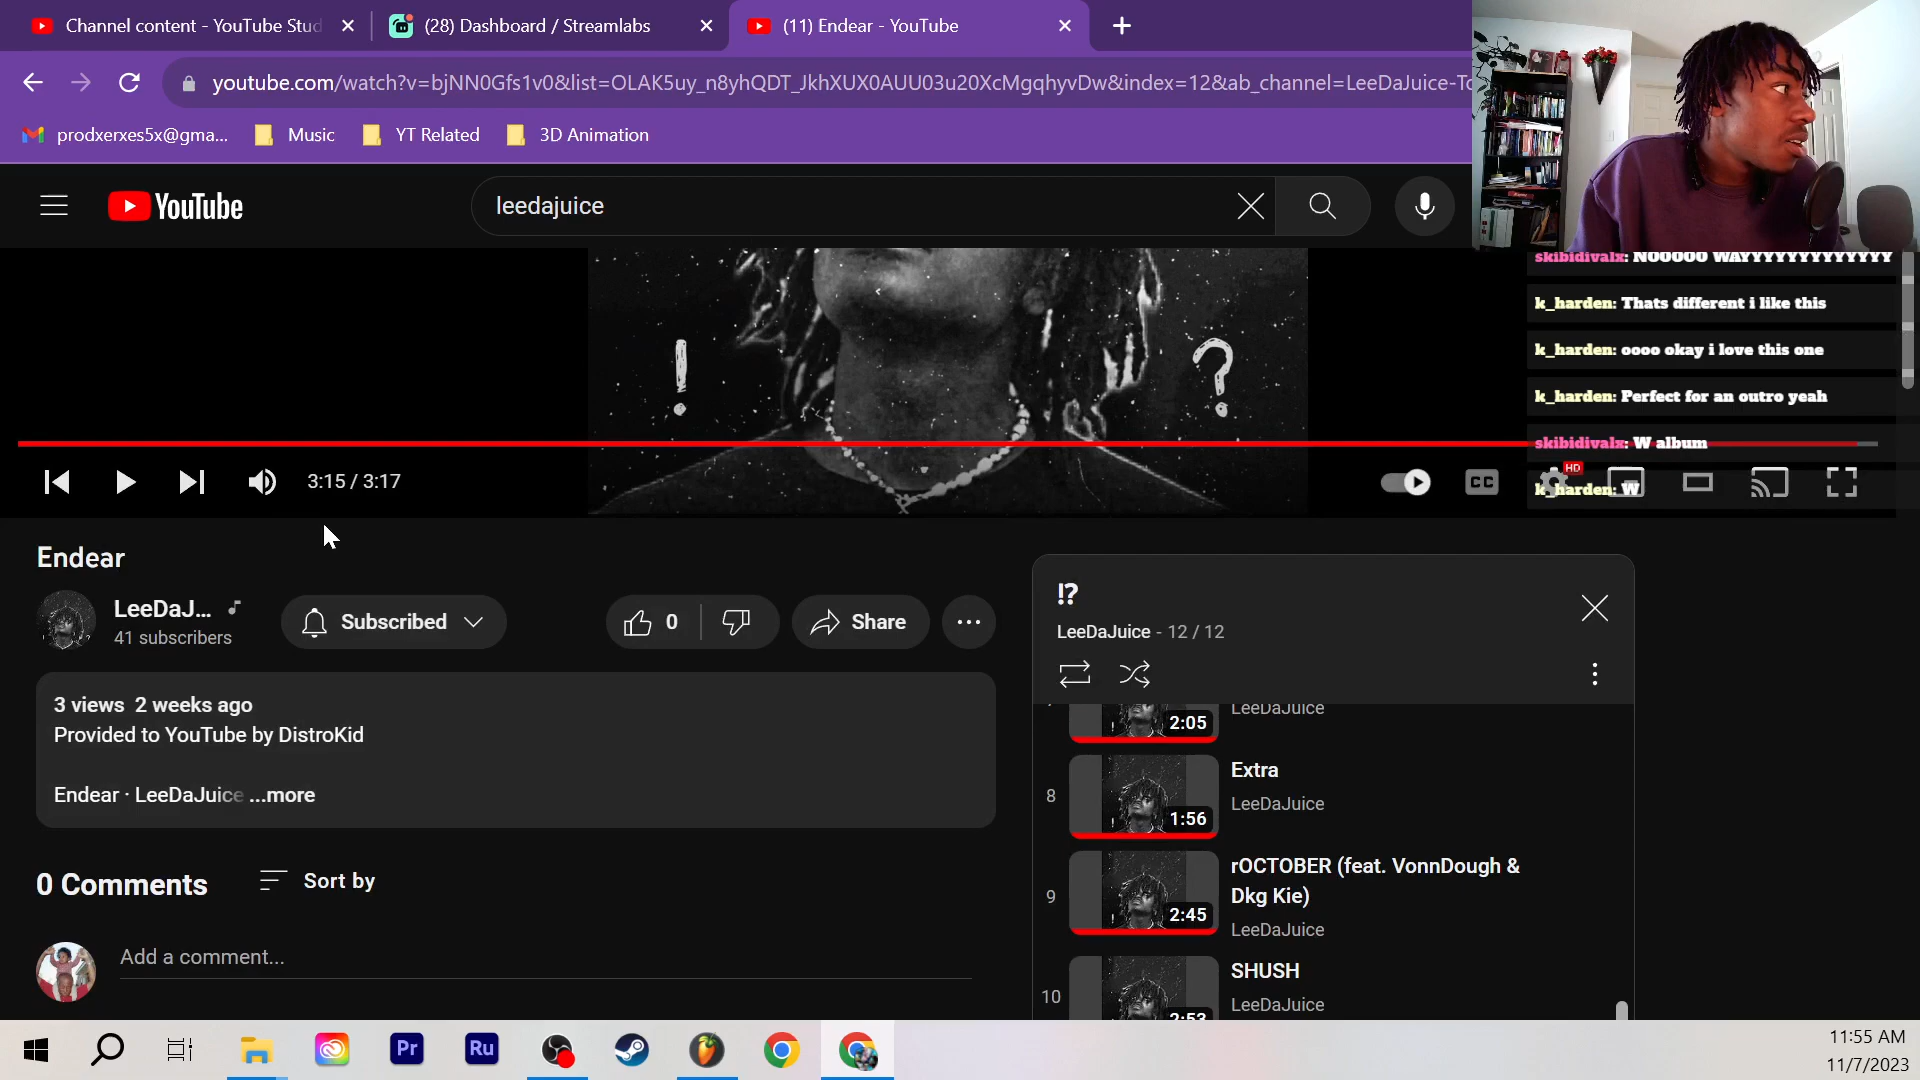 Channel content - YouTube Stud
(28) Dashboard / Streamlabs
(11) Endear - YouTube
youtube.com/watch?v=bjNN0Gfs1v0&list=OLAK5uy_n8yhQDT_JkhXUX0AUU03u20XcMgqhyvDw&index=12&ab_channel=LeeDaJuice-To
prodxerxes5x@gma...
Music
YT Related
3D Animation
YouTube
leedajuice
skibidivalx: NOOOOO WAYYYYYYYYYYYYY
k_harden: Thats different i like this
k_harden: oooo okay i love this one
k_harden: Perfect for an outro yeah
skibidivalx: W album
k_harden: W
! ?
3:15 / 3:17
CC
HD
Endear
LeeDaJ...
41 subscribers
Subscribed
0
Share
3 views 2 weeks ago
Provided to YouTube by DistroKid
Endear · LeeDaJuice ...more
0 Comments
Sort by
Add a comment...
!?
LeeDaJuice - 12 / 12
2:05
LeeDaJuice
8
1:56
Extra
LeeDaJuice
9
2:45
rOCTOBER (feat. VonnDough &
Dkg Kie)
LeeDaJuice
10
2:53
SHUSH
LeeDaJuice
Pr
Ru
11:55 AM
11/7/2023